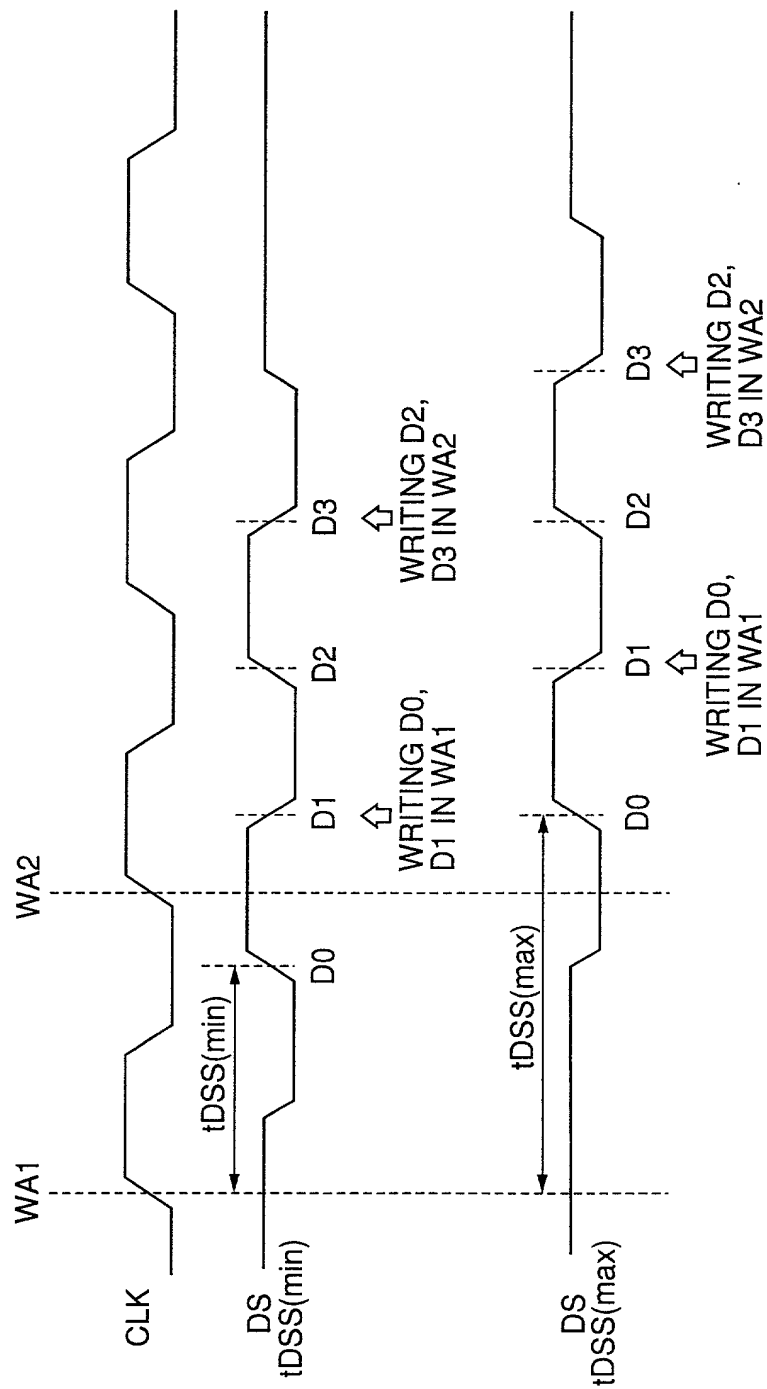 WA1
WA2
CLK
DS
tDSS(min)
tDSS(min)
D0
D1
D2
D3
WRITING D0,
D1 IN WA1
WRITING D2,
D3 IN WA2
DS
tDSS(max)
tDSS(max)
D0
D1
D2
D3
WRITING D0,
D1 IN WA1
WRITING D2,
D3 IN WA2